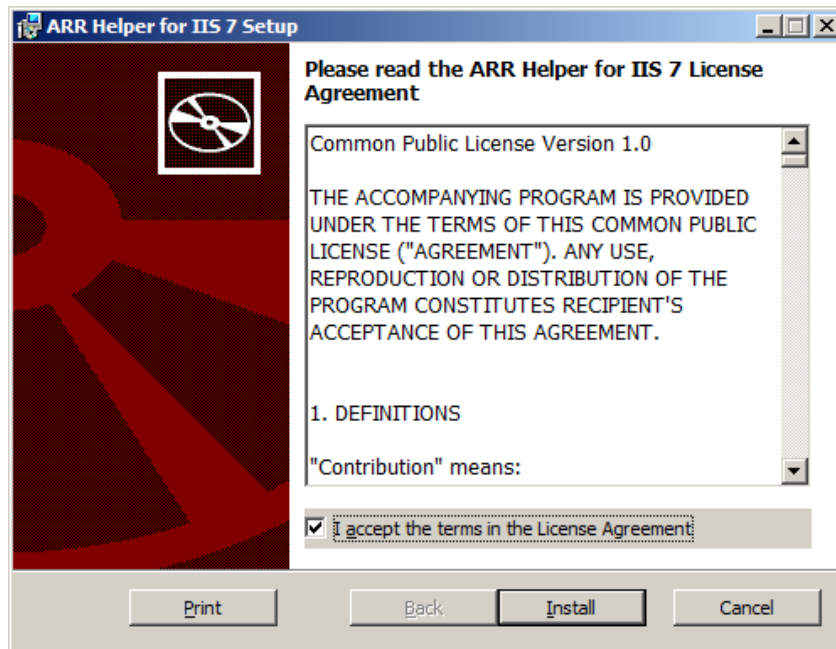 ARR Helper for IIS 7 Setup
Please read the ARR Helper for IIS 7 License
Agreement
Common Public License Version 1.0
THE ACCOMPANYING PROGRAM IS PROVIDED
UNDER THE TERMS OF THIS COMMON PUBLIC
LICENSE ("AGREEMENT"). ANY USE,
REPRODUCTION OR DISTRIBUTION OF THE
PROGRAM CONSTITUTES RECIPIENT'S
ACCEPTANCE OF THIS AGREEMENT.
1. DEFINITIONS
"Contribution" means:
I accept the terms in the License Agreement
Print Back Install Cancel